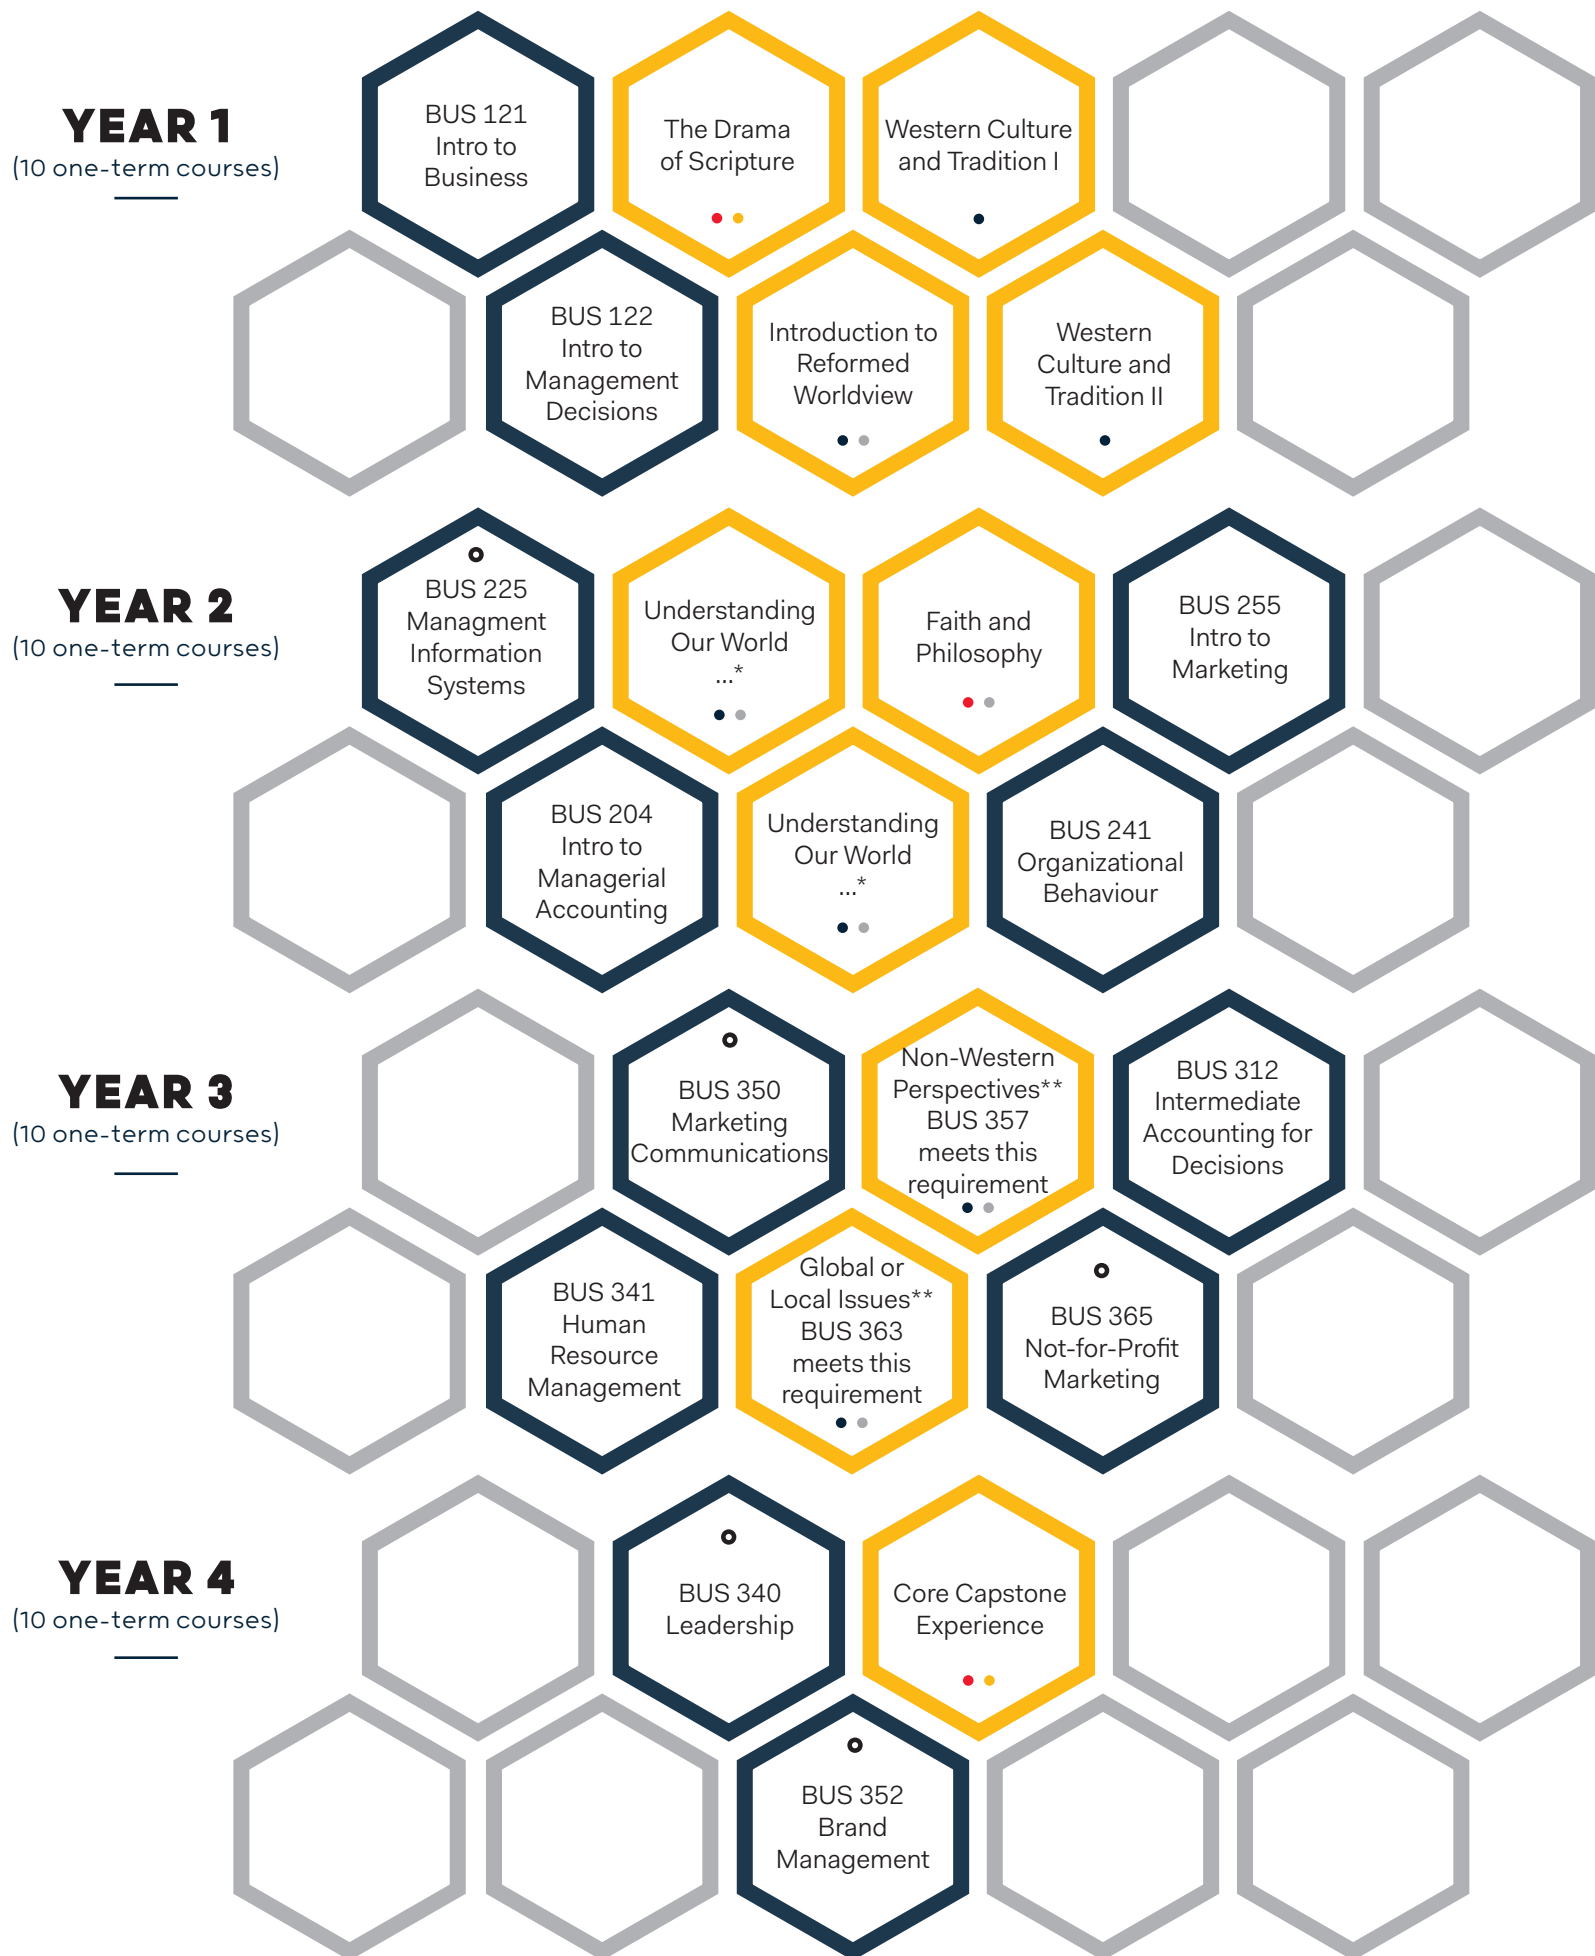 YEAR 1
(10 one-term courses)
BUS 121
Intro to
Business
The Drama
of Scripture
Western Culture
and Tradition I
BUS 122
Intro to
Management
Decisions
Introduction to
Reformed
Worldview
Western
Culture and
Tradition II
YEAR 2
(10 one-term courses)
BUS 225
Managment
Information
Systems
Understanding
Our World
...*
Faith and
Philosophy
BUS 255
Intro to
Marketing
BUS 204
Intro to
Managerial
Accounting
Understanding
Our World
...*
BUS 241
Organizational
Behaviour
YEAR 3
(10 one-term courses)
BUS 350
Marketing
Communications
Non-Western
Perspectives**
BUS 357
meets this
requirement
BUS 312
Intermediate
Accounting for
Decisions
BUS 341
Human
Resource
Management
Global or
Local Issues**
BUS 363
meets this
requirement
BUS 365
Not-for-Profit
Marketing
YEAR 4
(10 one-term courses)
BUS 340
Leadership
Core Capstone
Experience
BUS 352
Brand
Management